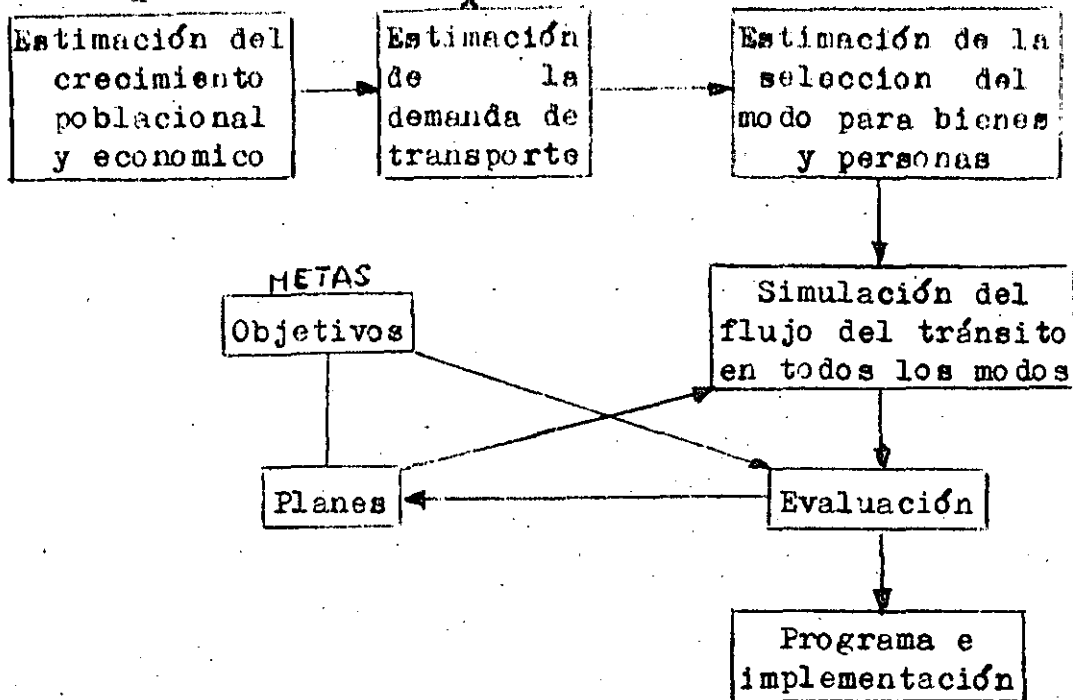 Estimación del
crecimiento
poblacional
y economico
Estimación
de la
demanda de
transporte
Estimación de la
seleccion del
modo para bienes
y personas
METAS
Objetivos
Simulación del
flujo del tránsito
en todos los modos
Planes
Evaluación
Programa e
implementación